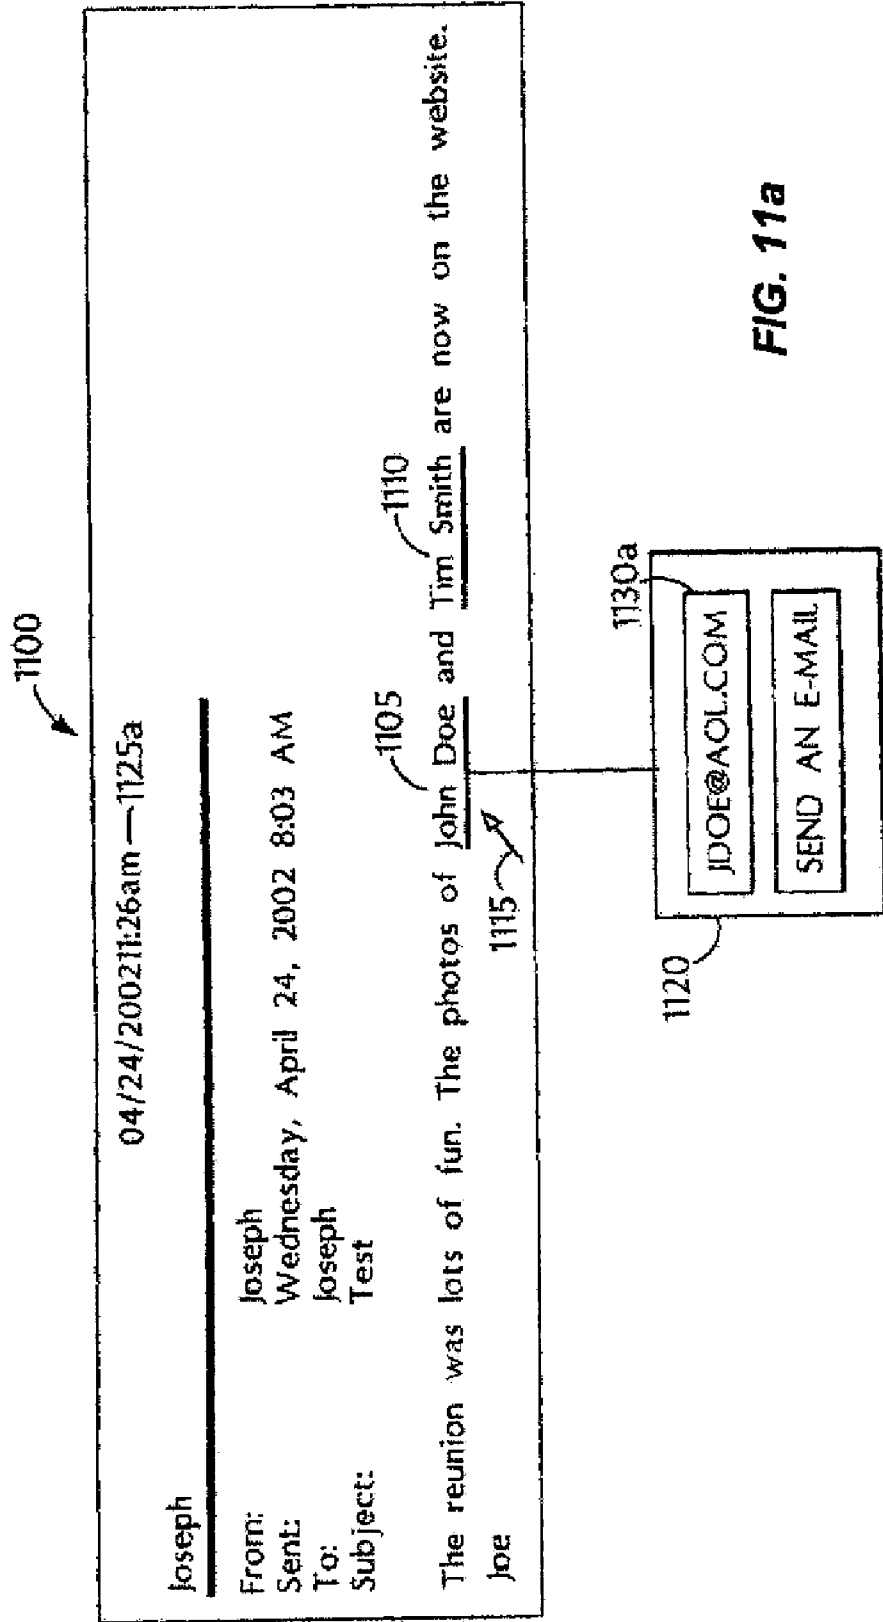 1100
04/24/200211:26am—1125a
Joseph
From: Joseph
Sent: Wednesday, April 24, 2002 8:03 AM
To: Joseph
Subject: Test
1105
1110
The reunion was lots of fun. The photos of John Doe and Tim Smith are now on the website.
Joe
1115
1130a
JDOE@AOL.COM
SEND AN E-MAIL
1120
FIG. 11a